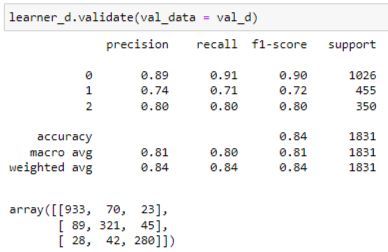 learner_d.validate(val_data = val_d)
precision recall f1-score support
0 0.89 0.91 0.90 1026
1 0.74 0.71 0.72 455
2 0.80 0.80 0.80 350
accuracy 0.84 1831
macro avg 0.81 0.80 0.81 1831
weighted avg 0.84 0.84 0.84 1831
array([[933, 70, 23],
[ 89, 321, 45],
[ 28, 42, 280]])